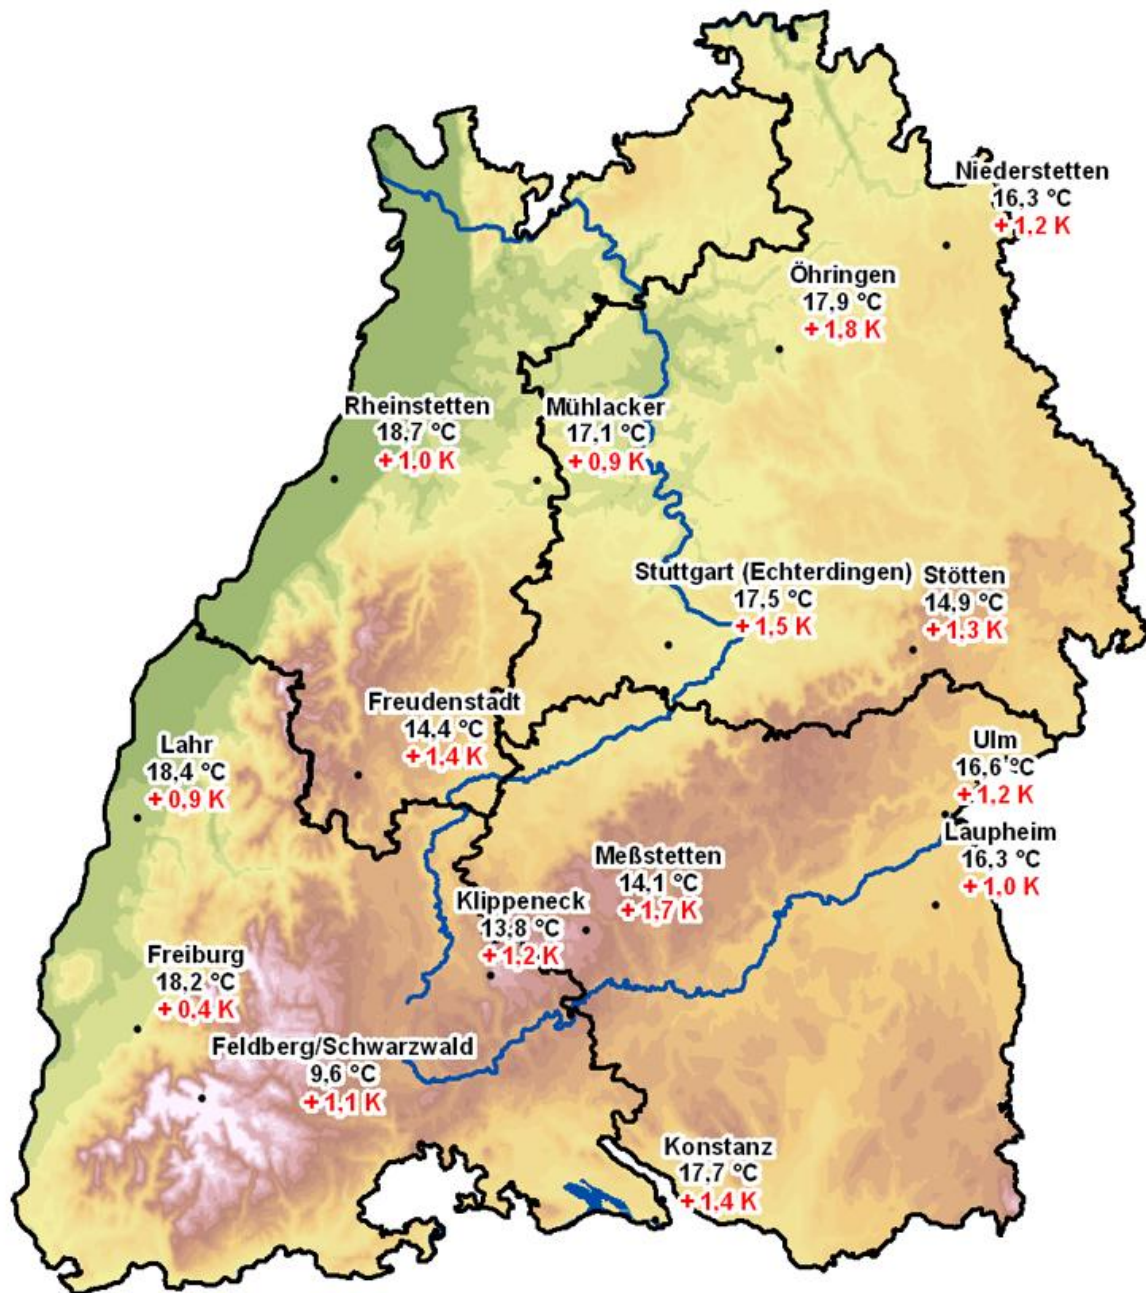 Niederstetten
16,3 °C
+ 1,2 K
Öhringen
17,9 °C
+ 1,8 K
Rheinstetten
18,7 °C
+ 1,0 K
Mühlacker
17,1 °C
+ 0,9 K
Stuttgart (Echterdingen)
17,5 °C
+ 1,5 K
Stötten
14,9 °C
+ 1,3 K
Freudenstadt
14,4 °C
+ 1,4 K
Lahr
18,4 °C
+ 0,9 K
Ulm
16,6 °C
+ 1,2 K
Laupheim
16,3 °C
+ 1,0 K
Meßstetten
14,1 °C
+ 1,7 K
Klippeneck
13,8 °C
+ 1,2 K
Freiburg
18,2 °C
+ 0,4 K
Feldberg/Schwarzwald
9,6 °C
+ 1,1 K
Konstanz
17,7 °C
+ 1,4 K